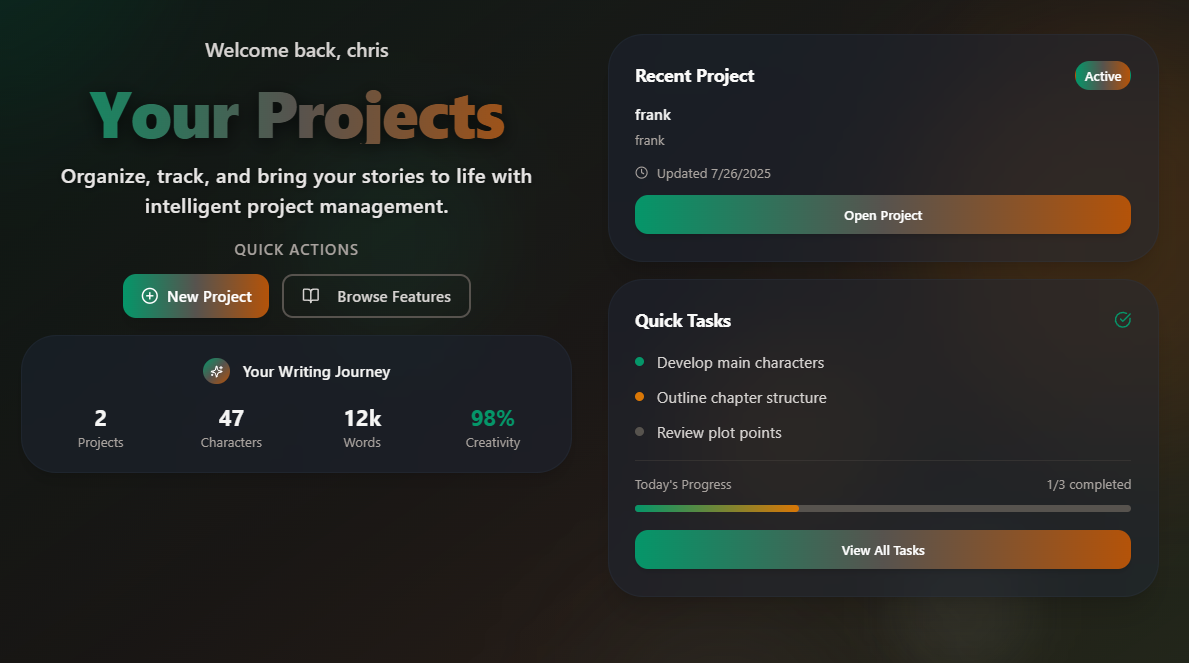 Welcome back, chris
Your Projects
Organize, track, and bring your stories to life with
intelligent project management.
QUICK ACTIONS
New Project
Browse Features
Your Writing Journey
2
47
12k
98%
Projects
Characters
Words
Creativity
Recent Project
Active
frank
frank
Updated 7/26/2025
Open Project
Quick Tasks
Develop main characters
Outline chapter structure
Review plot points
Today's Progress
1/3 completed
View All Tasks